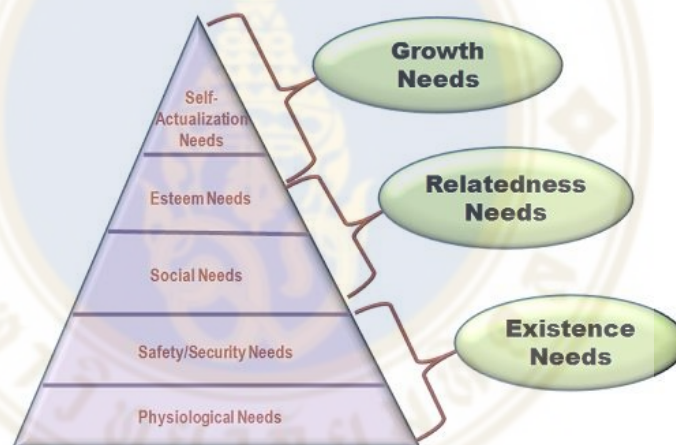 Growth
Needs
Self-
Actualization
Needs
Esteem Needs
Relatedness
Needs
Social Needs
Safety/Security Needs
Existence
Needs
Physiological Needs